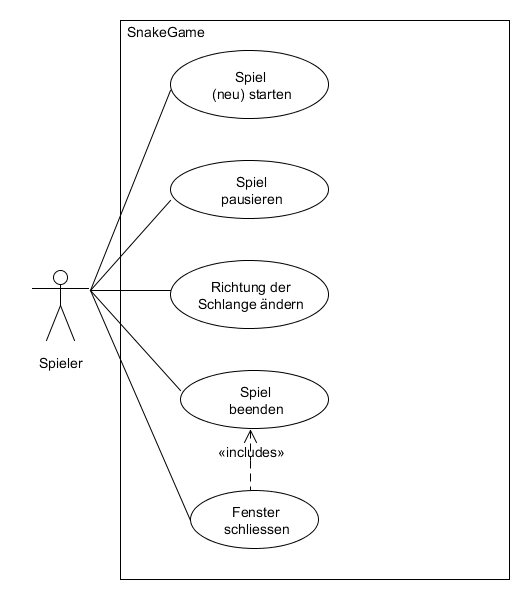 SnakeGame
Spiel
(neu) starten
Spiel
pausieren
Richtung der
Schlange ändern
Spieler
Spiel
beenden
«includes»
Fenster
schliessen